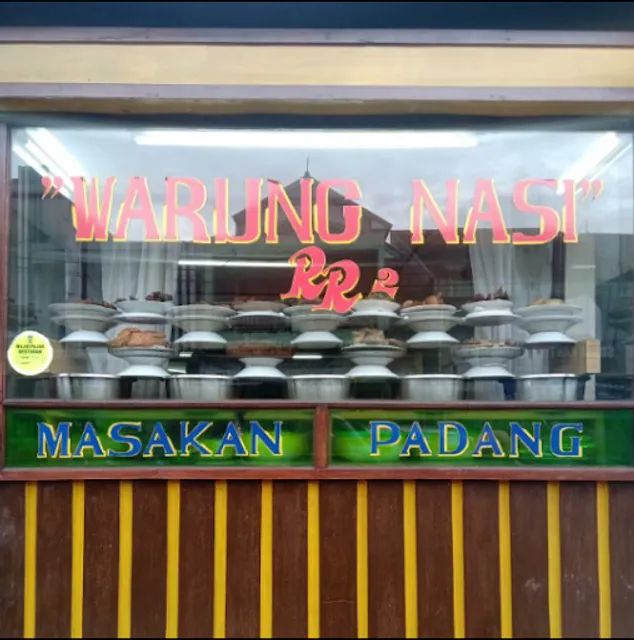 "WARUNG NASI"
RR 2
MASAKAN PADANG